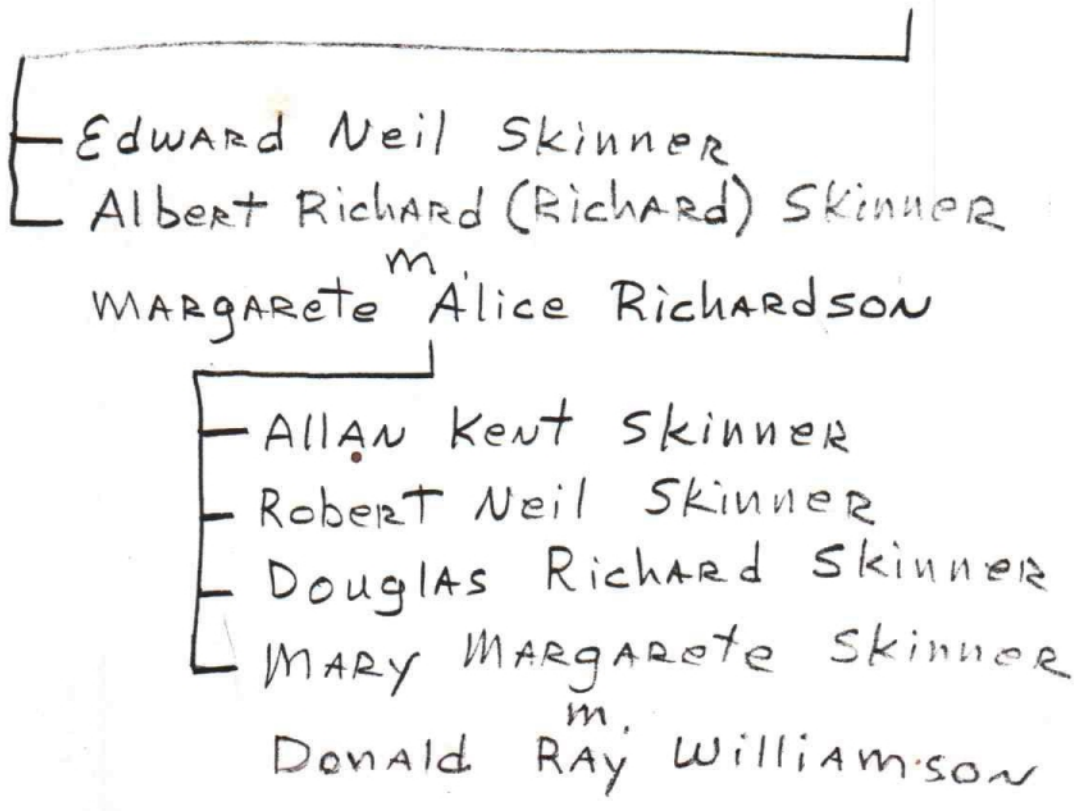 Edward Neil Skinner
Albert Richard (Richard) Skinner
m.
Margarete Alice Richardson
Allan Kent Skinner
Robert Neil Skinner
Douglas Richard Skinner
Mary Margarete Skinner
m.
Donald Ray Williamson